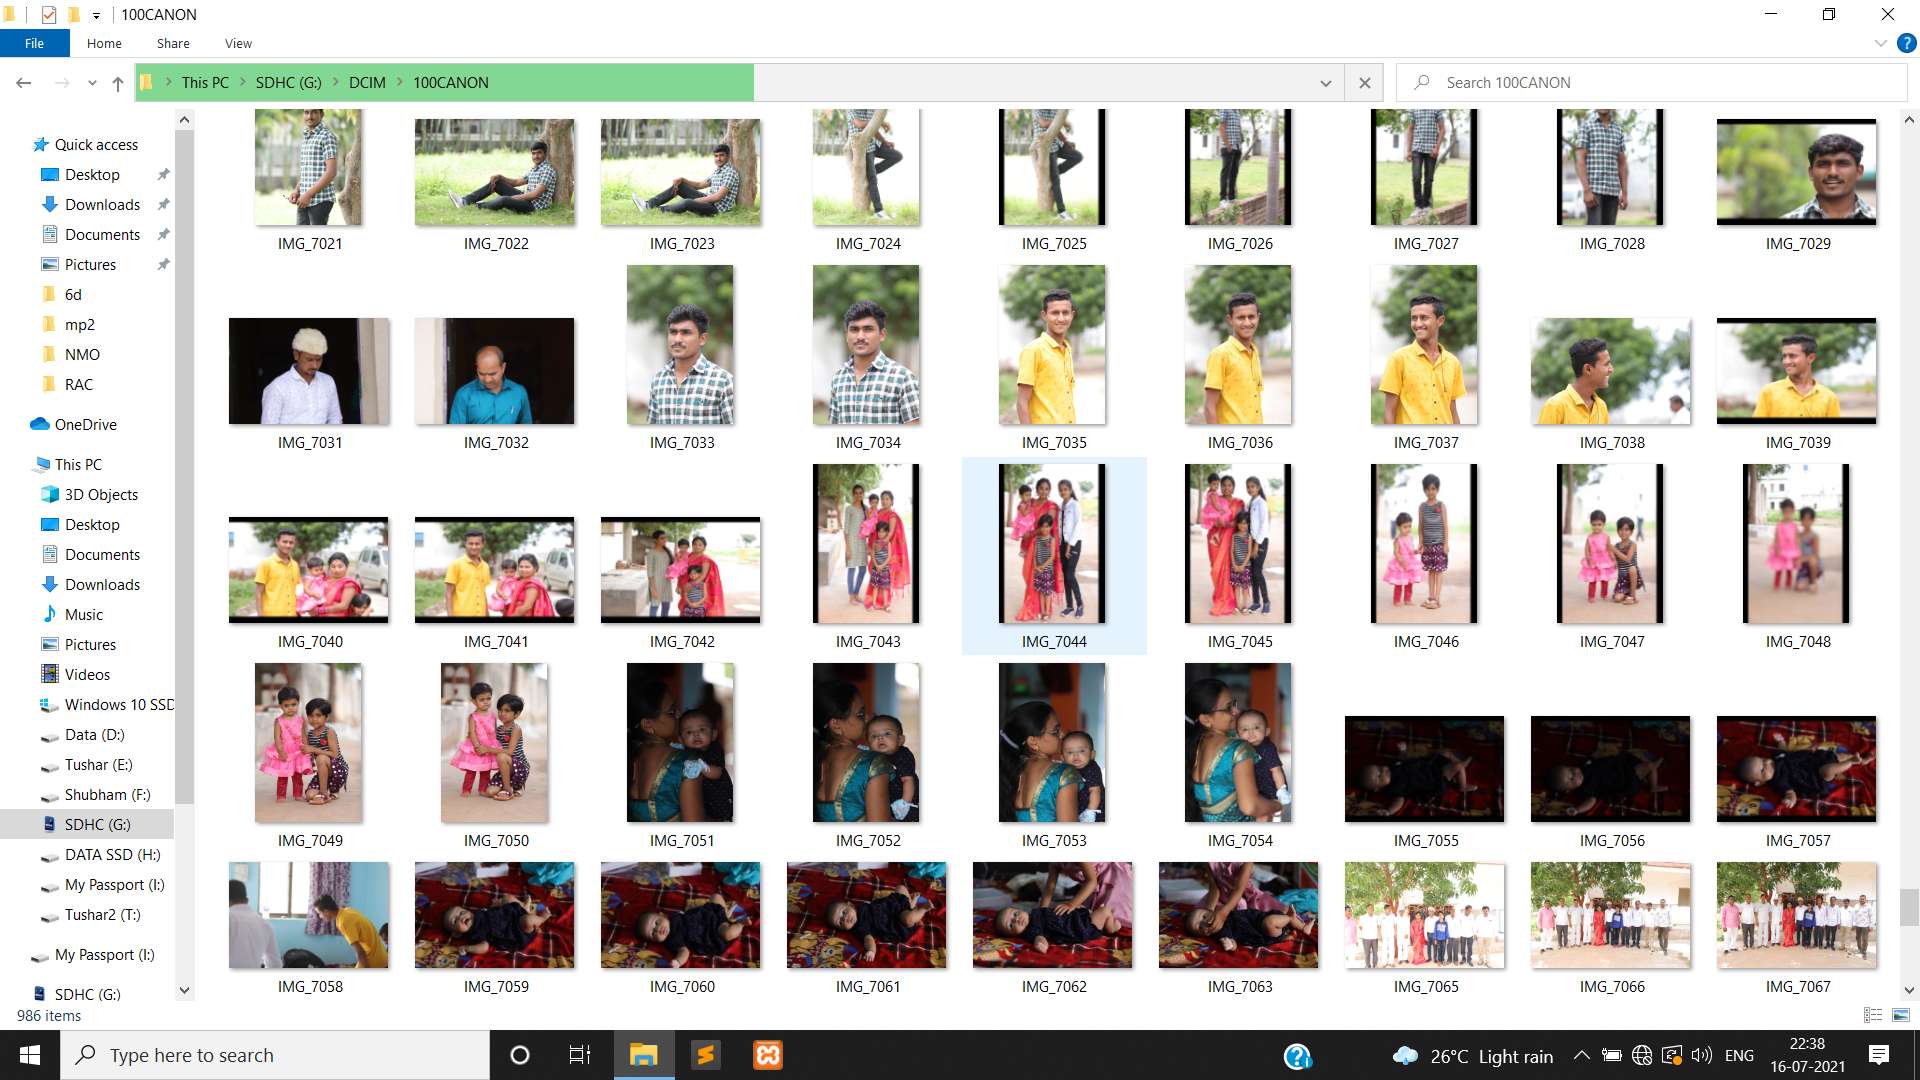 100CANON
File Home Share View
This PC SDHC (G:) DCIM 100CANON
Search 100CANON
Quick access
Desktop
Downloads
Documents
Pictures
6d
mp2
NMO
RAC
OneDrive
This PC
3D Objects
Desktop
Documents
Downloads
Music
Pictures
Videos
Windows 10 SSD
Data (D:)
Tushar (E:)
Shubham (F:)
SDHC (G:)
DATA SSD (H:)
My Passport (I:)
Tushar2 (T:)
My Passport (I:)
SDHC (G:)
IMG_7021 IMG_7022 IMG_7023 IMG_7024 IMG_7025 IMG_7026 IMG_7027 IMG_7028 IMG_7029
IMG_7031 IMG_7032 IMG_7033 IMG_7034 IMG_7035 IMG_7036 IMG_7037 IMG_7038 IMG_7039
IMG_7040 IMG_7041 IMG_7042 IMG_7043 IMG_7044 IMG_7045 IMG_7046 IMG_7047 IMG_7048
IMG_7049 IMG_7050 IMG_7051 IMG_7052 IMG_7053 IMG_7054 IMG_7055 IMG_7056 IMG_7057
IMG_7058 IMG_7059 IMG_7060 IMG_7061 IMG_7062 IMG_7063 IMG_7065 IMG_7066 IMG_7067
986 items
Type here to search
26°C Light rain
ENG
22:38
16-07-2021